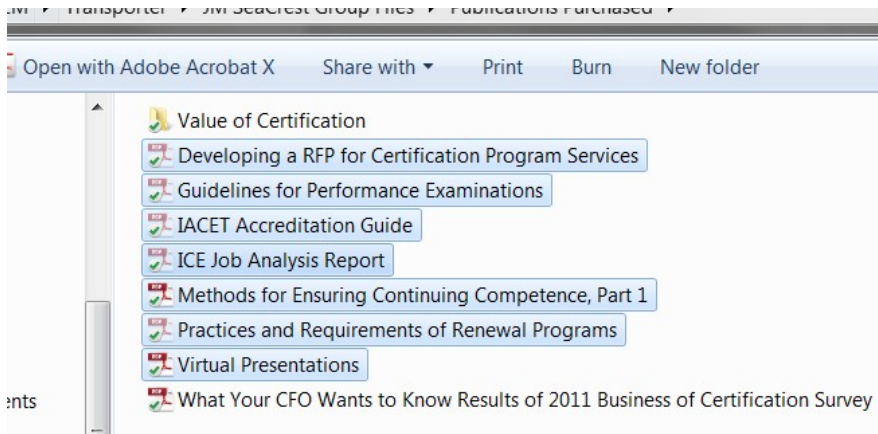 Transporter ▸ JM SeaCrest Group Files ▸ Publications Purchased ▸
Open with Adobe Acrobat X Share with Print Burn New folder
Value of Certification
Developing a RFP for Certification Program Services
Guidelines for Performance Examinations
IACET Accreditation Guide
ICE Job Analysis Report
Methods for Ensuring Continuing Competence, Part 1
Practices and Requirements of Renewal Programs
Virtual Presentations
ents What Your CFO Wants to Know Results of 2011 Business of Certification Survey